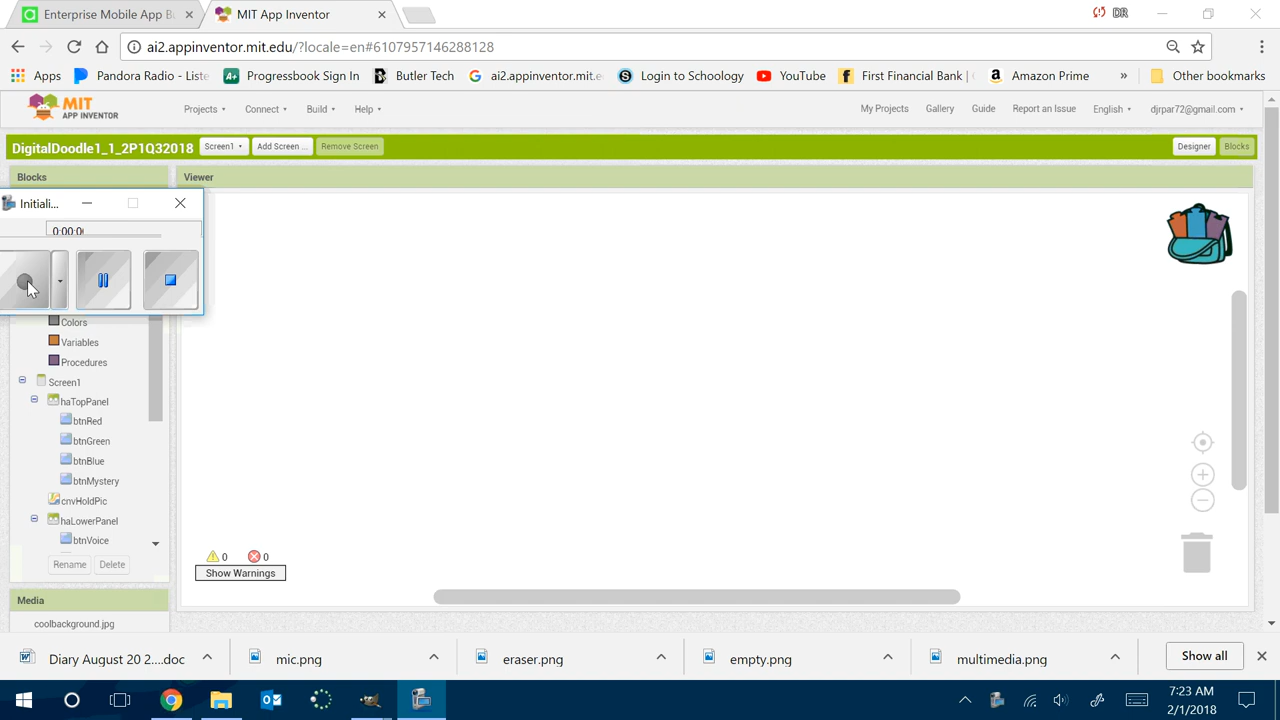 Enterprise Mobile App Bu
MIT App Inventor
DR
ai2.appinventor.mit.edu/?locale=en#6107957146288128
Apps
Pandora Radio - Liste
Progressbook Sign In
Butler Tech
ai2.appinventor.mit.e
Login to Schoology
YouTube
First Financial Bank |
Amazon Prime
»
Other bookmarks
MIT
APP INVENTOR
Projects
Connect
Build
Help
My Projects
Gallery
Guide
Report an Issue
English
djrpar72@gmail.com
DigitalDoodle1_1_2P1Q32018
Screen1
Add Screen ...
Remove Screen
Designer
Blocks
Blocks
Viewer
Initiali...
0:00:0
Colors
Variables
Procedures
Screen1
haTopPanel
btnRed
btnGreen
btnBlue
btnMystery
cnvHoldPic
haLowerPanel
btnVoice
Rename
Delete
0
0
Show Warnings
Media
coolbackground.jpg
Diary August 20 2....doc
mic.png
eraser.png
empty.png
multimedia.png
Show all
7:23 AM
2/1/2018